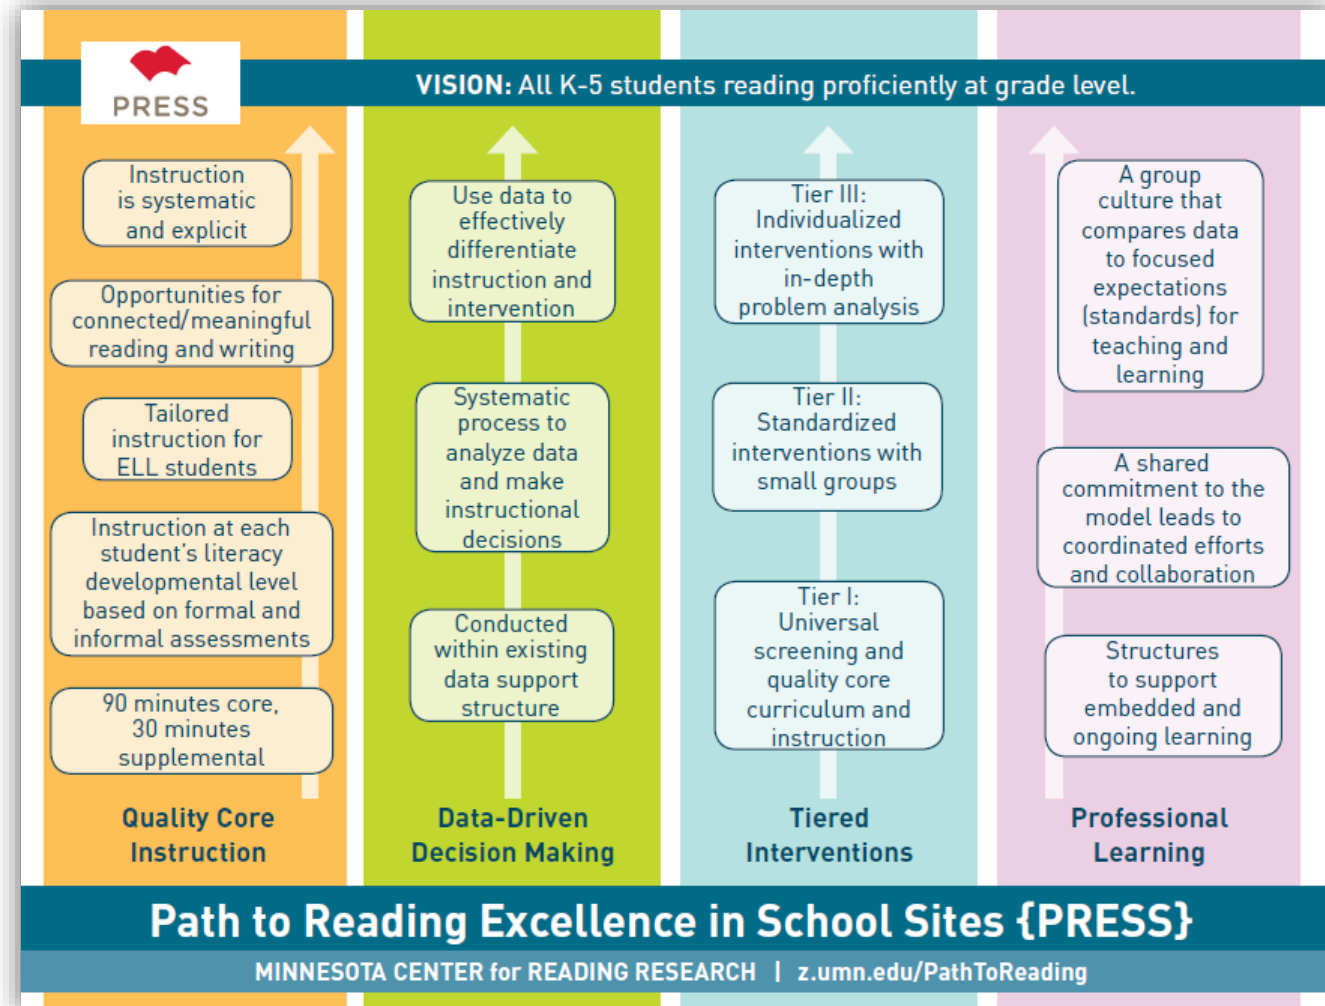 PRESS
VISION: All K-5 students reading proficiently at grade level.
Instruction
is systematic
and explicit
Opportunities for
connected/meaningful
reading and writing
Tailored
instruction for
ELL students
Instruction at each
student's literacy
developmental level
based on formal and
informal assessments
90 minutes core,
30 minutes
supplemental
Quality Core
Instruction
Use data to
effectively
differentiate
instruction and
intervention
Systematic
process to
analyze data
and make
instructional
decisions
Conducted
within existing
data support
structure
Data-Driven
Decision Making
Tier III:
Individualized
interventions with
in-depth
problem analysis
Tier II:
Standardized
interventions with
small groups
Tier I:
Universal
screening and
quality core
curriculum and
instruction
Tiered
Interventions
A group
culture that
compares data
to focused
expectations
(standards) for
teaching and
learning
A shared
commitment to the
model leads to
coordinated efforts
and collaboration
Structures
to support
embedded and
ongoing learning
Professional
Learning
Path to Reading Excellence in School Sites {PRESS}
MINNESOTA CENTER for READING RESEARCH | z.umn.edu/PathToReading